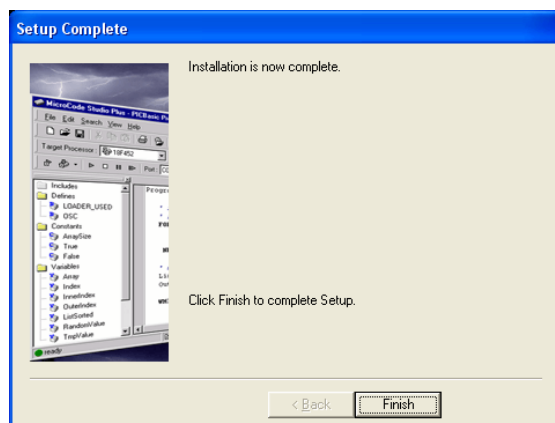 Setup Complete
Installation is now complete.
MicroCode Studio Plus - PICBasic P
File Edit Search View Help
Target Processor: 18F452
Port: CO
Includes
Defines
LOADER_USED
OSC
Constants
ArraySize
True
False
Variables
Array
Index
InnerIndex
OuterIndex
ListSorted
RandomValue
TmpValue
Progra
ready
Click Finish to complete Setup.
< Back
Finish